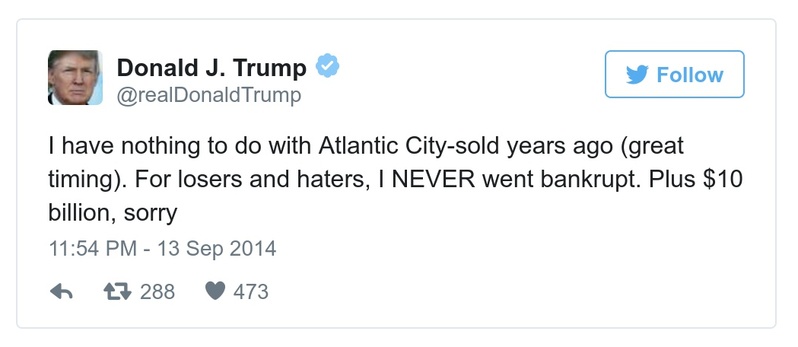 Donald J. Trump
@realDonaldTrump
Follow
I have nothing to do with Atlantic City-sold years ago (great
timing). For losers and haters, I NEVER went bankrupt. Plus $10
billion, sorry
11:54 PM - 13 Sep 2014
288 473